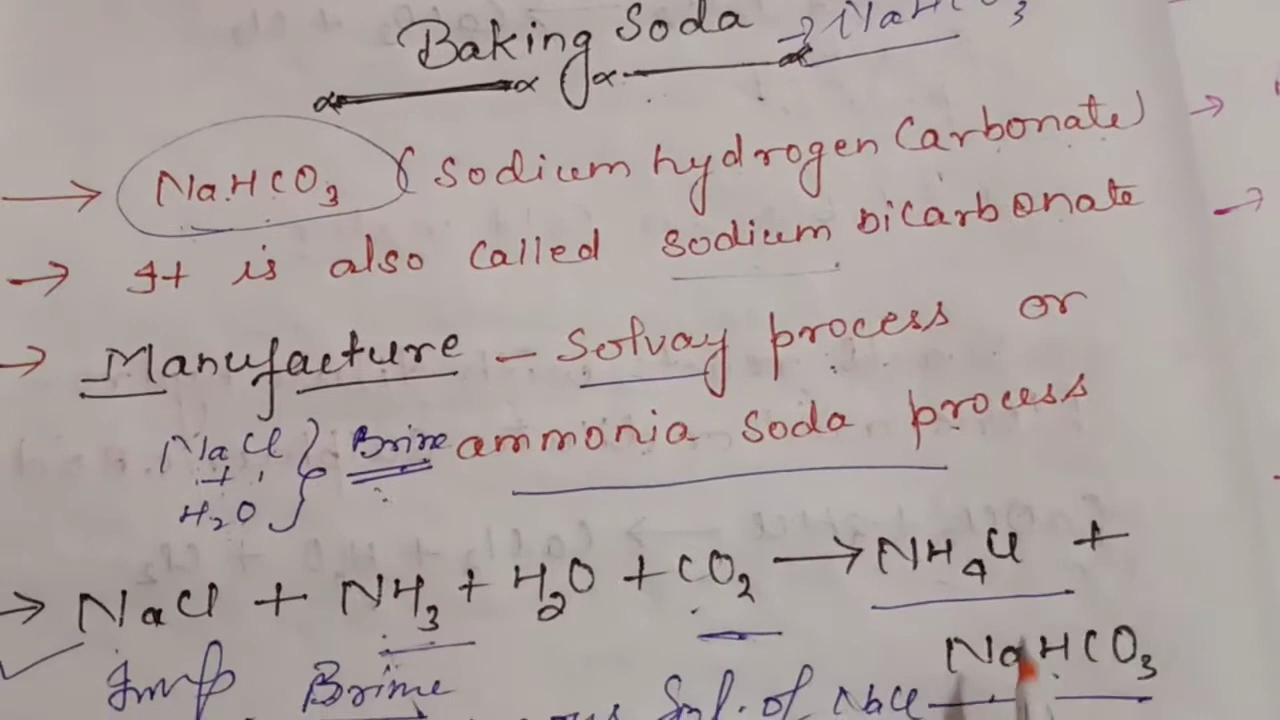 Baking Soda → NaHCO3
→ NaHCO3 (Sodium hydrogen Carbonate) →
→ It is also called sodium bicarbonate →
→ Manufacture – Solvay process or
NaCl + H2O } Brine ammonia soda process
→ NaCl + NH3 + H2O + CO2 → NH4Cl +
NaHCO3
Imp Brine
Sol. of NaCl